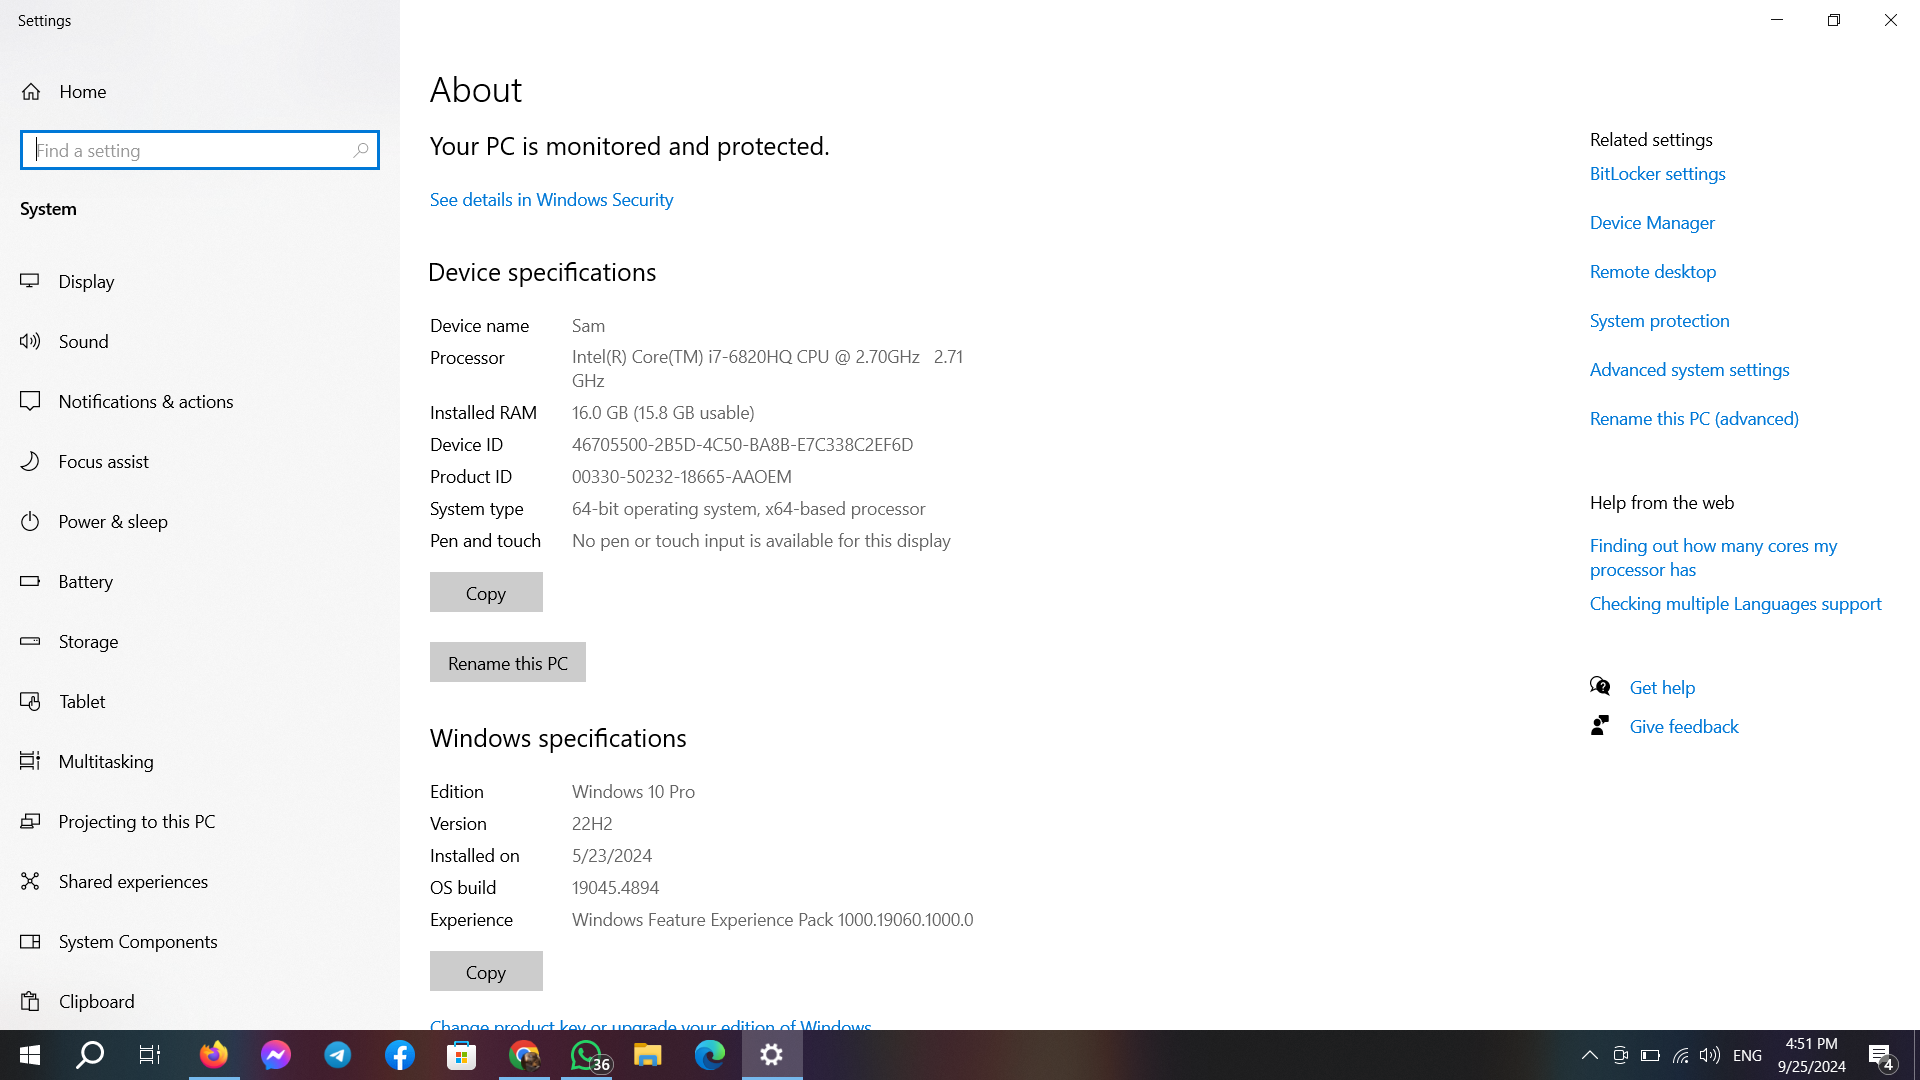 Settings
Home
Find a setting
System
Display
Sound
Notifications & actions
Focus assist
Power & sleep
Battery
Storage
Tablet
Multitasking
Projecting to this PC
Shared experiences
System Components
Clipboard
About
Your PC is monitored and protected.
See details in Windows Security
Device specifications
Device name Sam
Processor Intel(R) Core(TM) i7-6820HQ CPU @ 2.70GHz 2.71
GHz
Installed RAM 16.0 GB (15.8 GB usable)
Device ID 46705500-2B5D-4C50-BA8B-E7C338C2EF6D
Product ID 00330-50232-18665-AAOEM
System type 64-bit operating system, x64-based processor
Pen and touch No pen or touch input is available for this display
Copy
Rename this PC
Windows specifications
Edition Windows 10 Pro
Version 22H2
Installed on 5/23/2024
OS build 19045.4894
Experience Windows Feature Experience Pack 1000.19060.1000.0
Copy
Change product key or upgrade your edition of Windows
Related settings
BitLocker settings
Device Manager
Remote desktop
System protection
Advanced system settings
Rename this PC (advanced)
Help from the web
Finding out how many cores my
processor has
Checking multiple Languages support
Get help
Give feedback
36
ENG
4:51 PM
9/25/2024
4